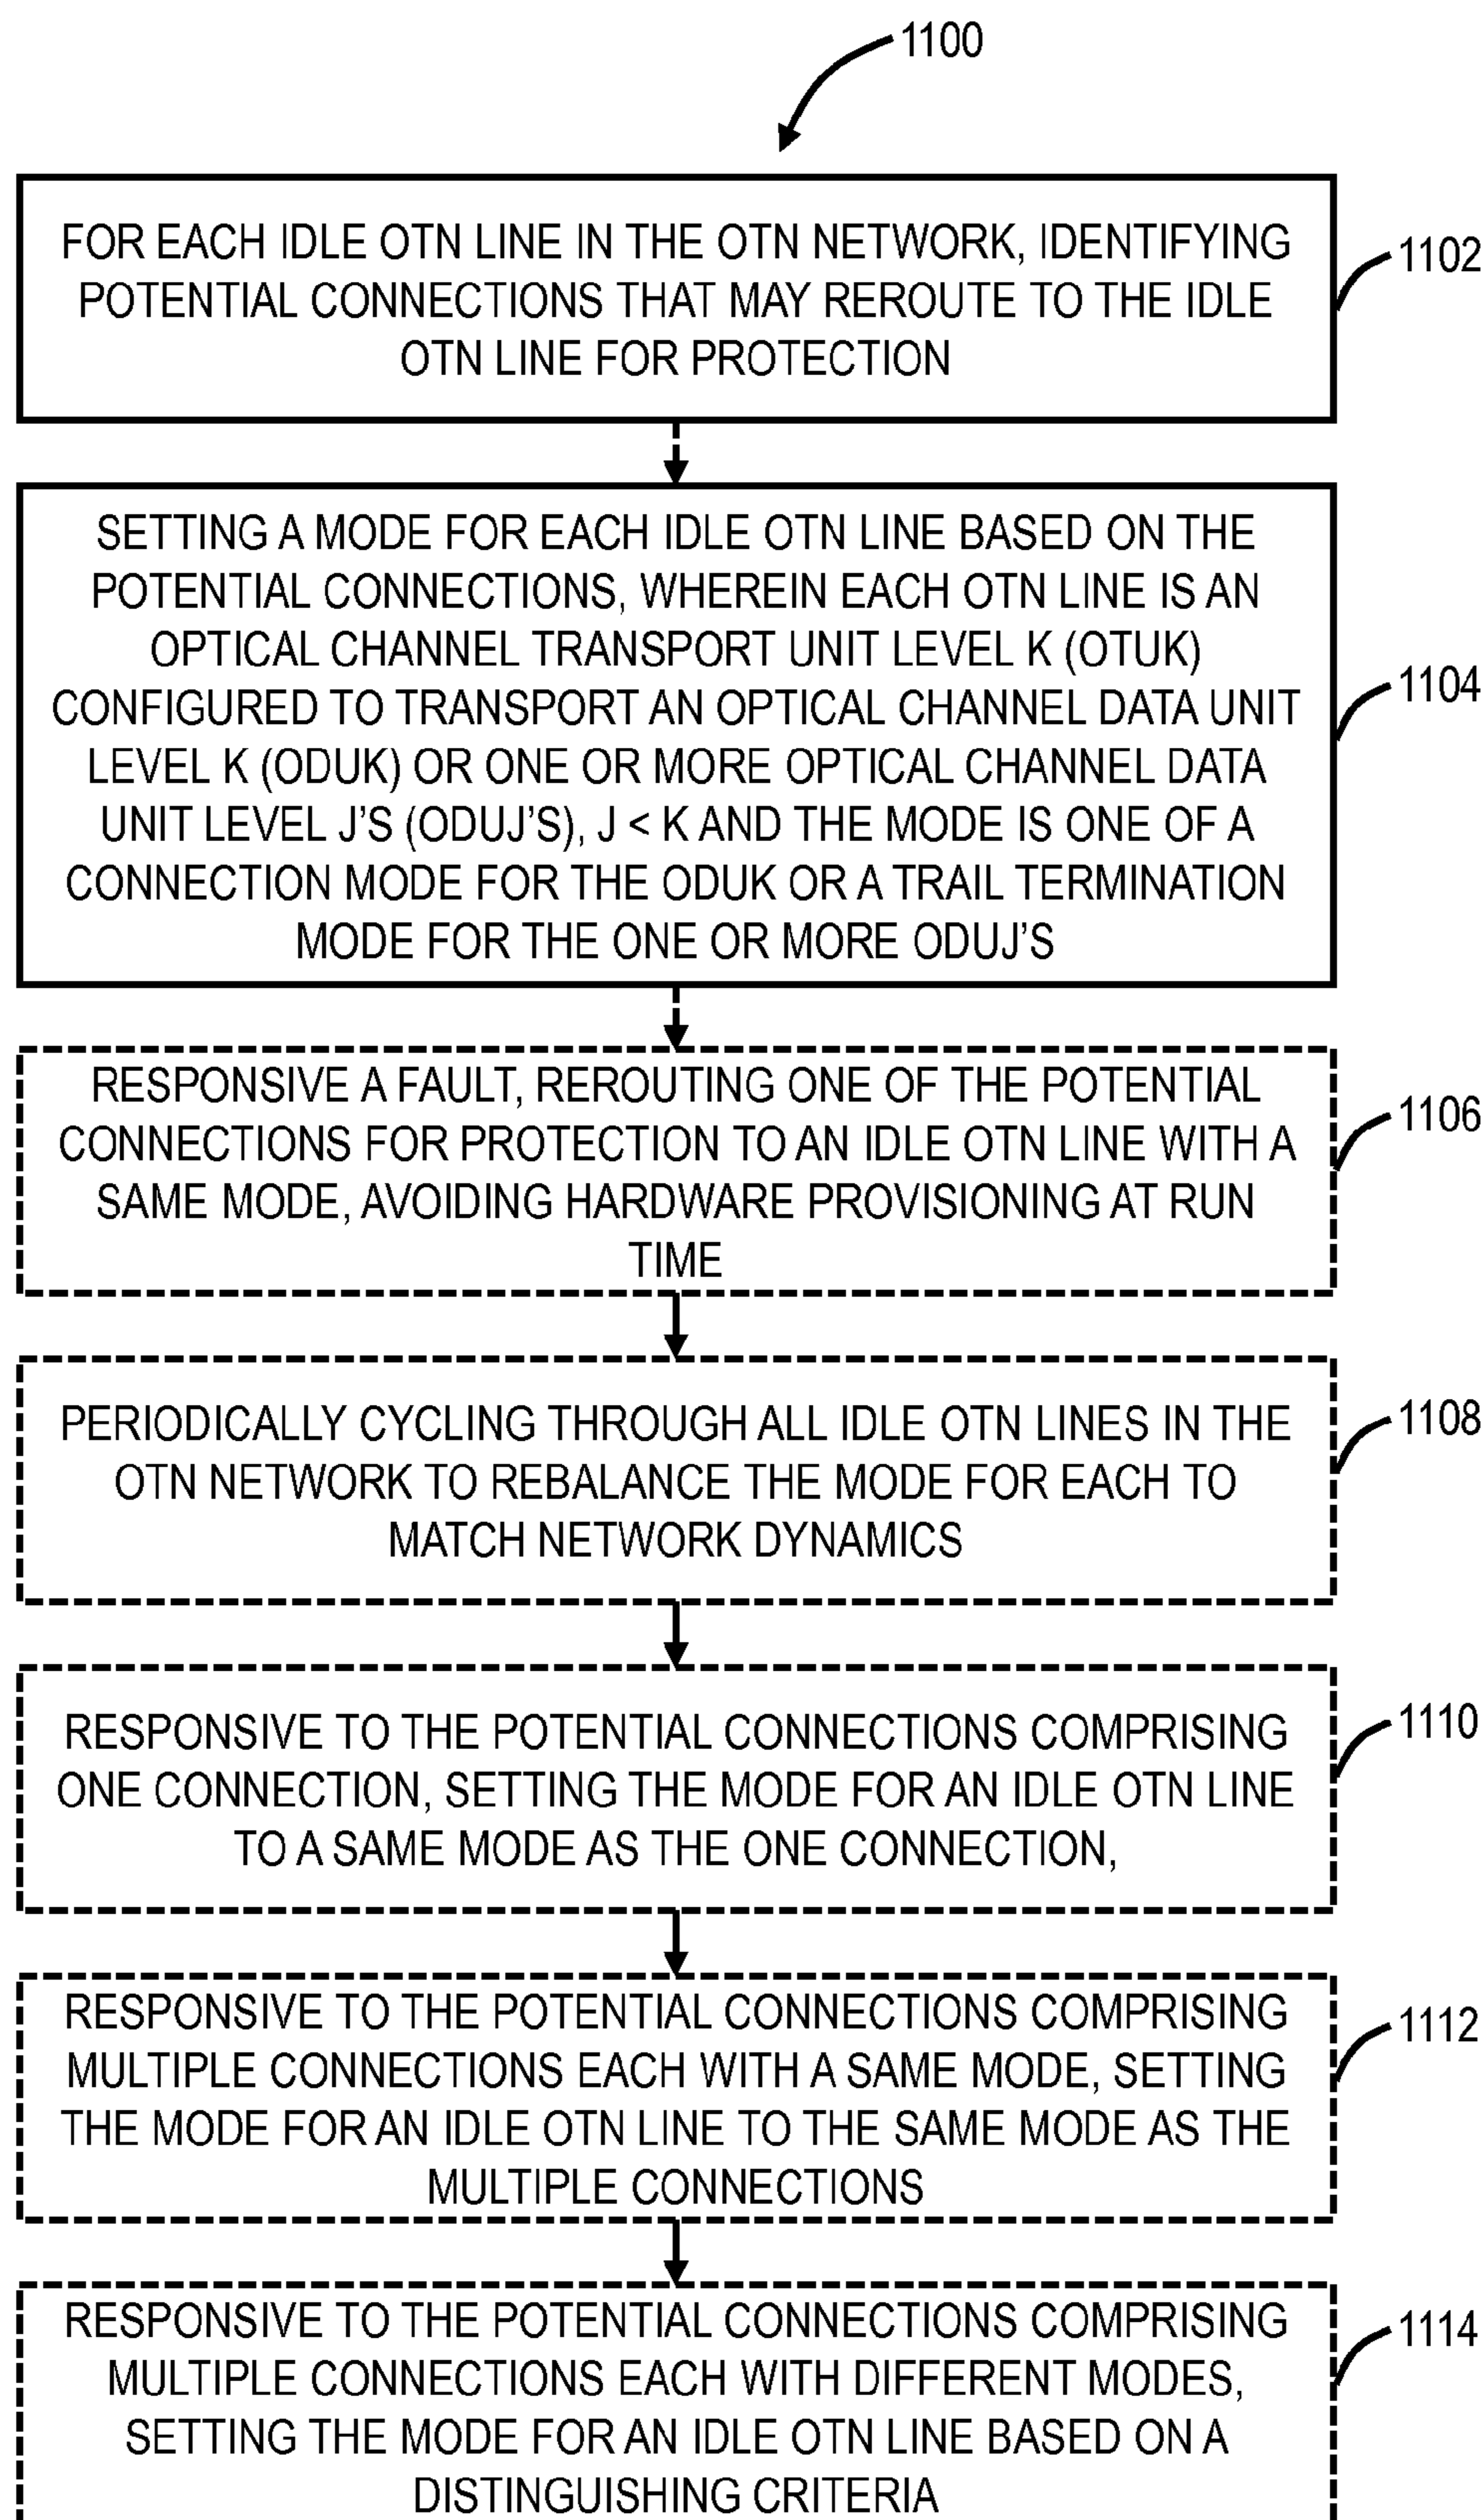 1100
FOR EACH IDLE OTN LINE IN THE OTN NETWORK, IDENTIFYING
POTENTIAL CONNECTIONS THAT MAY REROUTE TO THE IDLE
OTN LINE FOR PROTECTION
1102
SETTING A MODE FOR EACH IDLE OTN LINE BASED ON THE
POTENTIAL CONNECTIONS, WHEREIN EACH OTN LINE IS AN
OPTICAL CHANNEL TRANSPORT UNIT LEVEL K (OTUK)
CONFIGURED TO TRANSPORT AN OPTICAL CHANNEL DATA UNIT
LEVEL K (ODUK) OR ONE OR MORE OPTICAL CHANNEL DATA
UNIT LEVEL J'S (ODUJ'S), J < K AND THE MODE IS ONE OF A
CONNECTION MODE FOR THE ODUK OR A TRAIL TERMINATION
MODE FOR THE ONE OR MORE ODUJ'S
1104
RESPONSIVE A FAULT, REROUTING ONE OF THE POTENTIAL
CONNECTIONS FOR PROTECTION TO AN IDLE OTN LINE WITH A
SAME MODE, AVOIDING HARDWARE PROVISIONING AT RUN
TIME
1106
PERIODICALLY CYCLING THROUGH ALL IDLE OTN LINES IN THE
OTN NETWORK TO REBALANCE THE MODE FOR EACH TO
MATCH NETWORK DYNAMICS
1108
RESPONSIVE TO THE POTENTIAL CONNECTIONS COMPRISING
ONE CONNECTION, SETTING THE MODE FOR AN IDLE OTN LINE
TO A SAME MODE AS THE ONE CONNECTION,
1110
RESPONSIVE TO THE POTENTIAL CONNECTIONS COMPRISING
MULTIPLE CONNECTIONS EACH WITH A SAME MODE, SETTING
THE MODE FOR AN IDLE OTN LINE TO THE SAME MODE AS THE
MULTIPLE CONNECTIONS
1112
RESPONSIVE TO THE POTENTIAL CONNECTIONS COMPRISING
MULTIPLE CONNECTIONS EACH WITH DIFFERENT MODES,
SETTING THE MODE FOR AN IDLE OTN LINE BASED ON A
DISTINGUISHING CRITERIA
1114